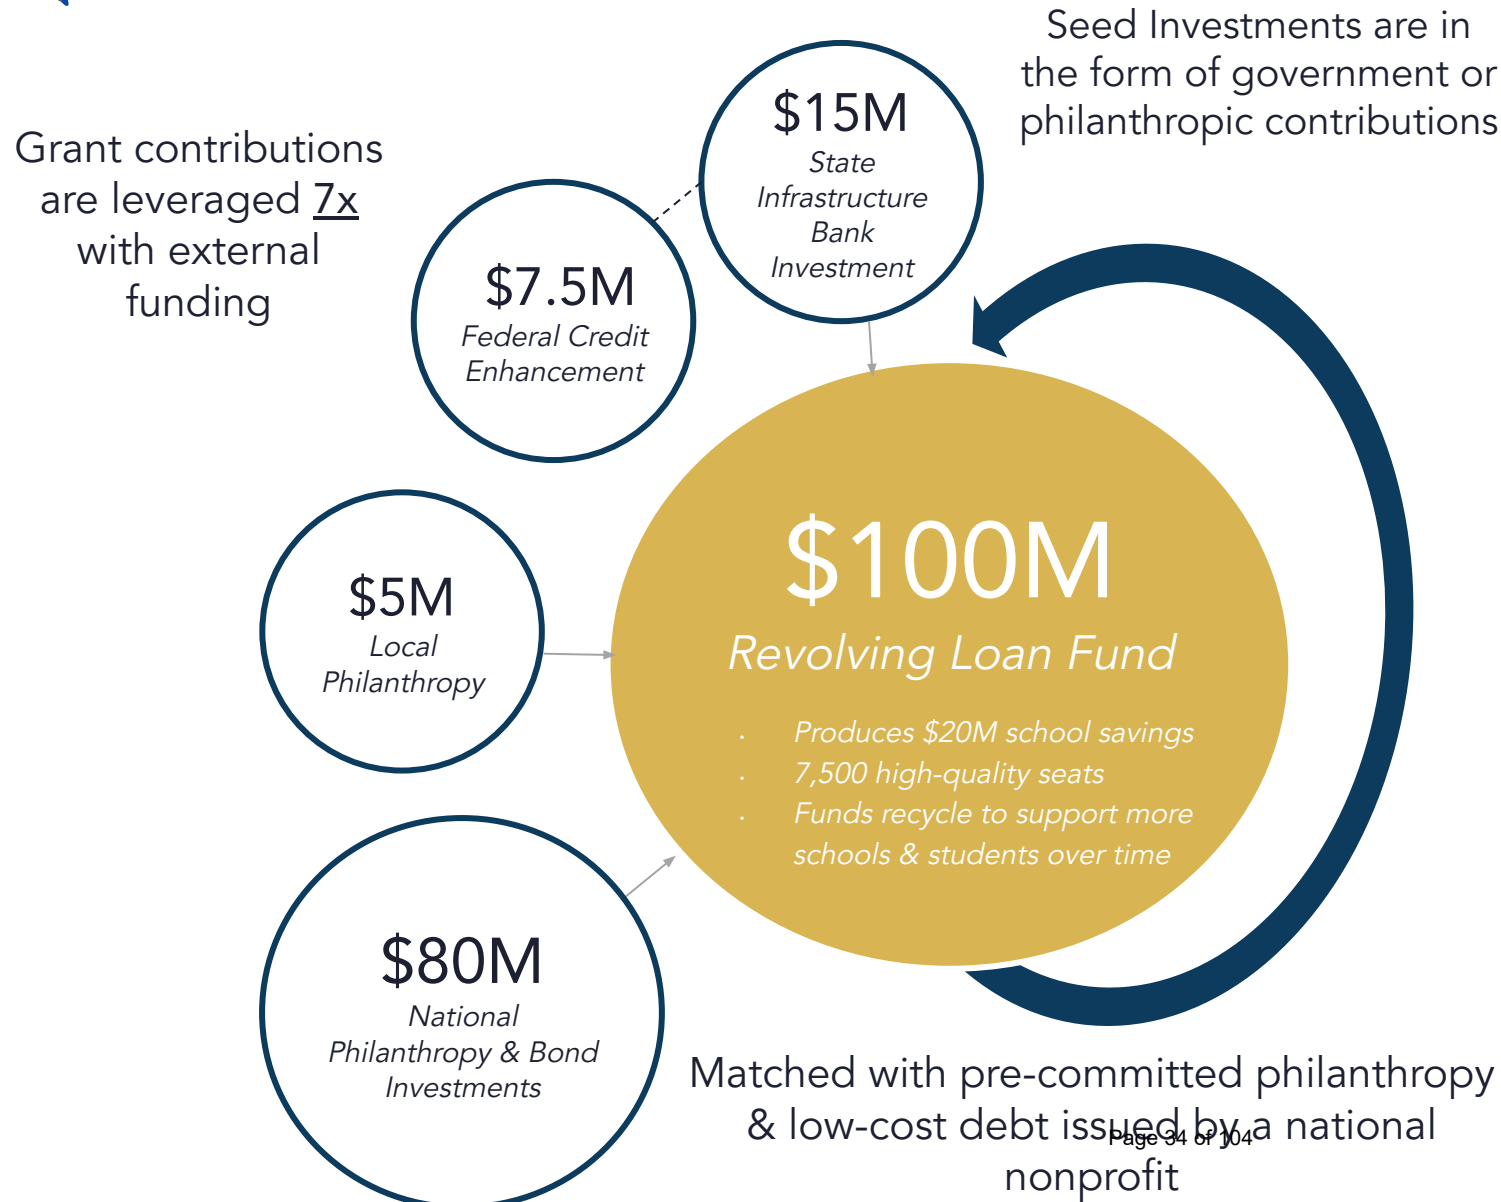 Seed Investments are in
the form of government or
philanthropic contributions
Grant contributions
are leveraged 7x
with external
funding
$15M
State
Infrastructure
Bank
Investment
$7.5M
Federal Credit
Enhancement
$5M
Local
Philanthropy
$80M
National
Philanthropy & Bond
Investments
$100M
Revolving Loan Fund
· Produces $20M school savings
· 7,500 high-quality seats
· Funds recycle to support more
schools & students over time
Matched with pre-committed philanthropy
& low-cost debt issued by a national
nonprofit
Page 34 of 104